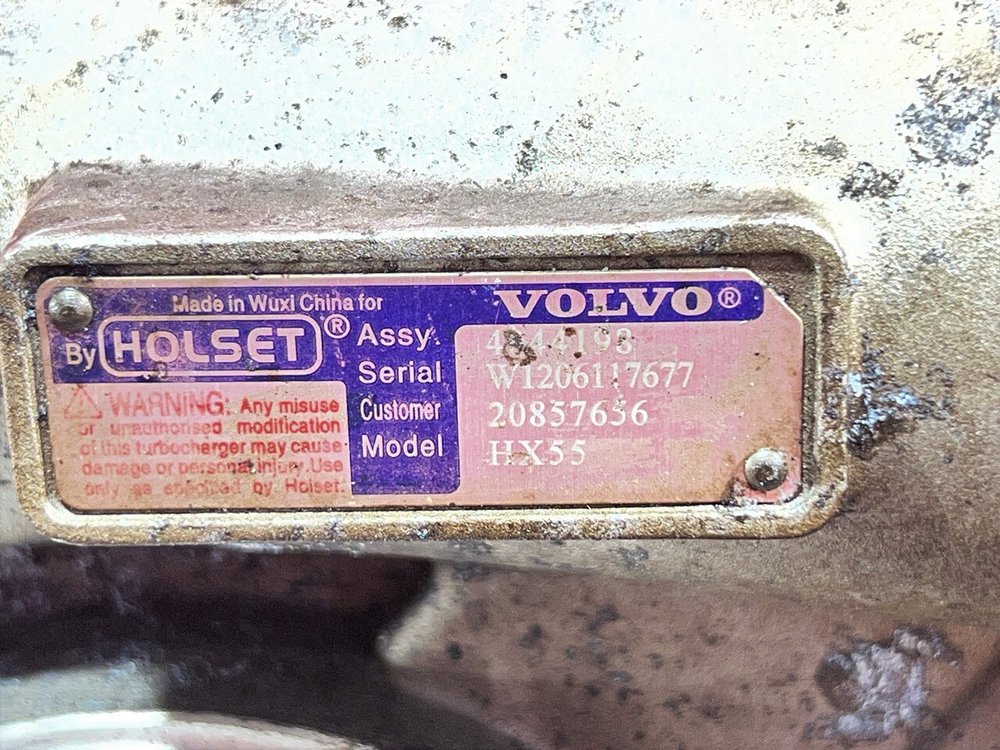 Made in Wuxi China for VOLVO®
By HOLSET®
Assy.
Serial W1206117677
Customer 20857656
Model HX55
WARNING: Any misuse
or unauthorised modification
of this turbocharger may cause
damage or personal injury. Use
only as specified by Holset.